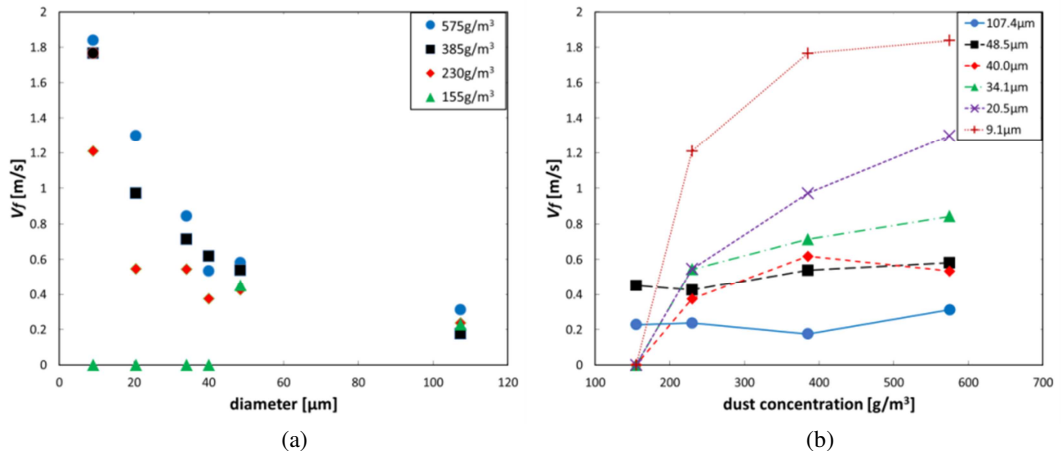 (a)
2
1.8
1.6
1.4
1.2
1
0.8
0.6
0.4
0.2
0
Vf [m/s]
0 20 40 60 80 100 120
diameter [μm]
575g/m³
385g/m³
230g/m³
155g/m³
(b)
2
1.8
1.6
1.4
1.2
1
0.8
0.6
0.4
0.2
0
Vf [m/s]
100 200 300 400 500 600 700
dust concentration [g/m³]
107.4μm
48.5μm
40.0μm
34.1μm
20.5μm
9.1μm
(a)
(b)